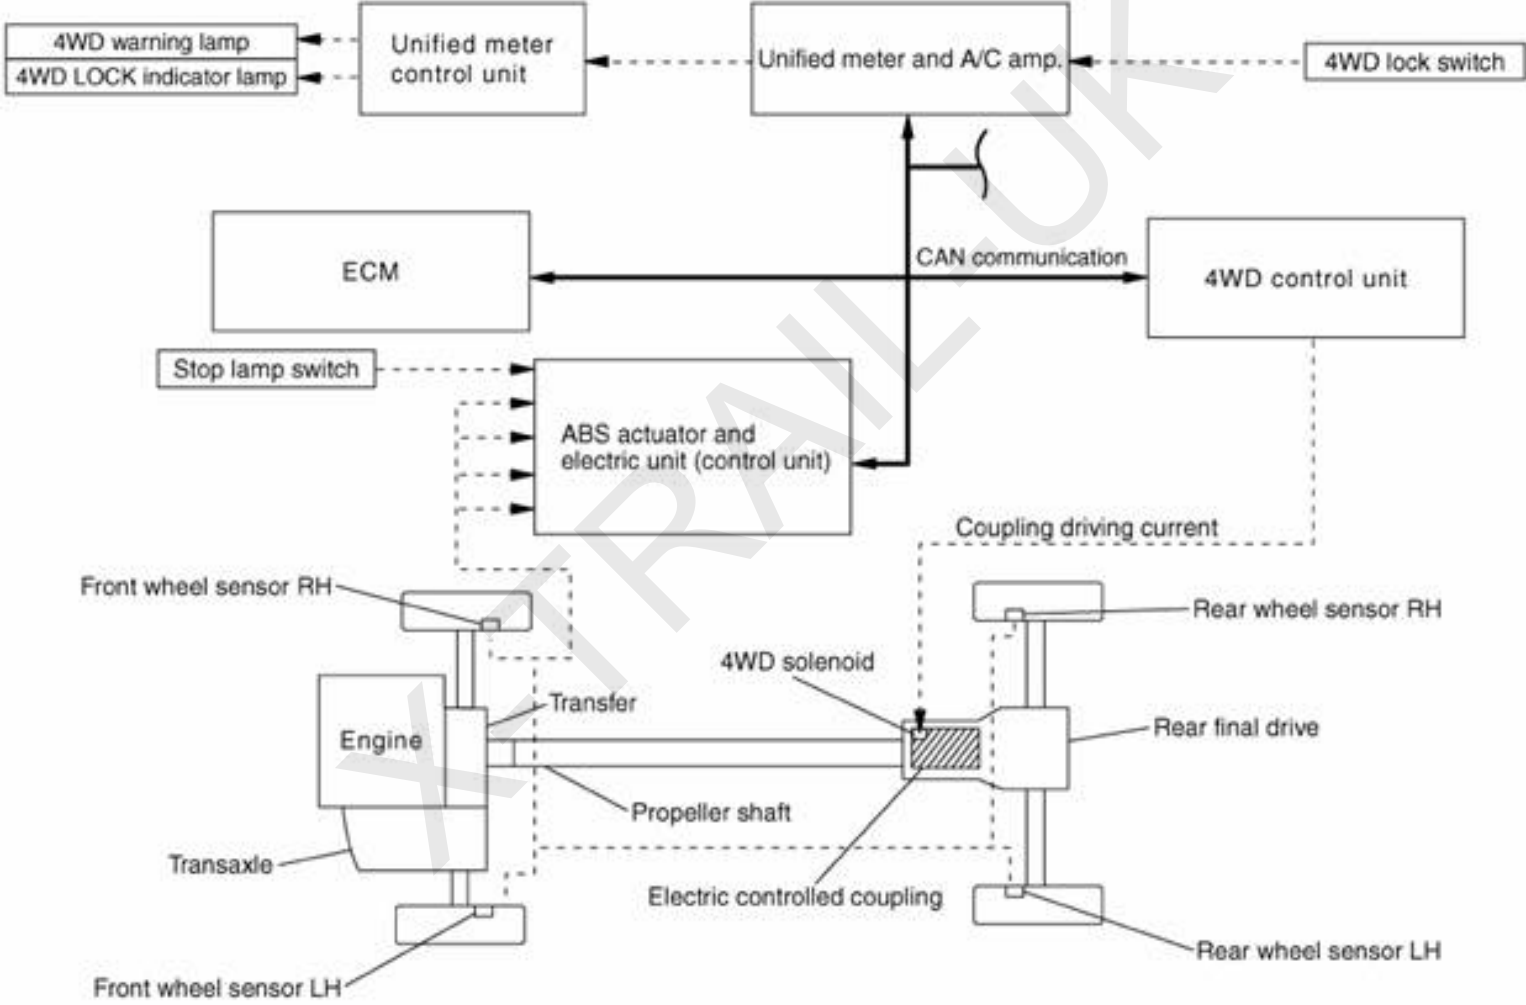 4WD warning lamp
4WD LOCK indicator lamp
Unified meter
control unit
Unified meter and A/C amp.
4WD lock switch
ECM
CAN communication
4WD control unit
Stop lamp switch
ABS actuator and
electric unit (control unit)
Coupling driving current
Front wheel sensor RH
Rear wheel sensor RH
4WD solenoid
Transfer
Engine
Rear final drive
Propeller shaft
Transaxle
Electric controlled coupling
Rear wheel sensor LH
Front wheel sensor LH
X-TRAIL-UK